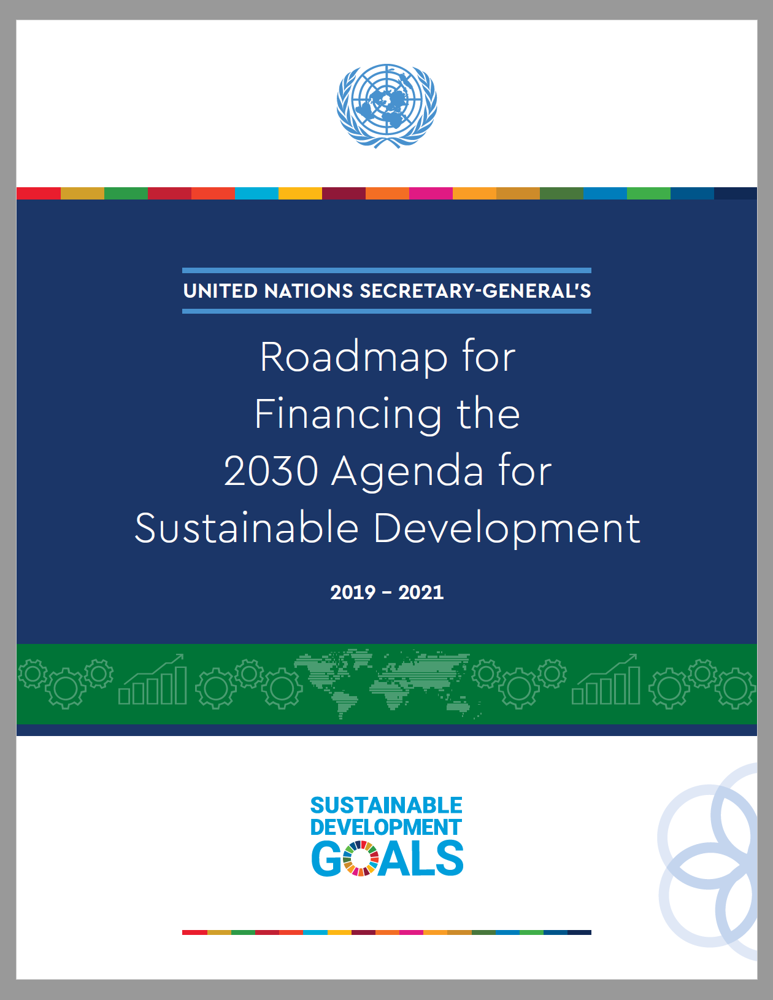 UNITED NATIONS SECRETARY-GENERAL'S
Roadmap for
Financing the
2030 Agenda for
Sustainable Development
2019 – 2021
SUSTAINABLE
DEVELOPMENT
GOALS